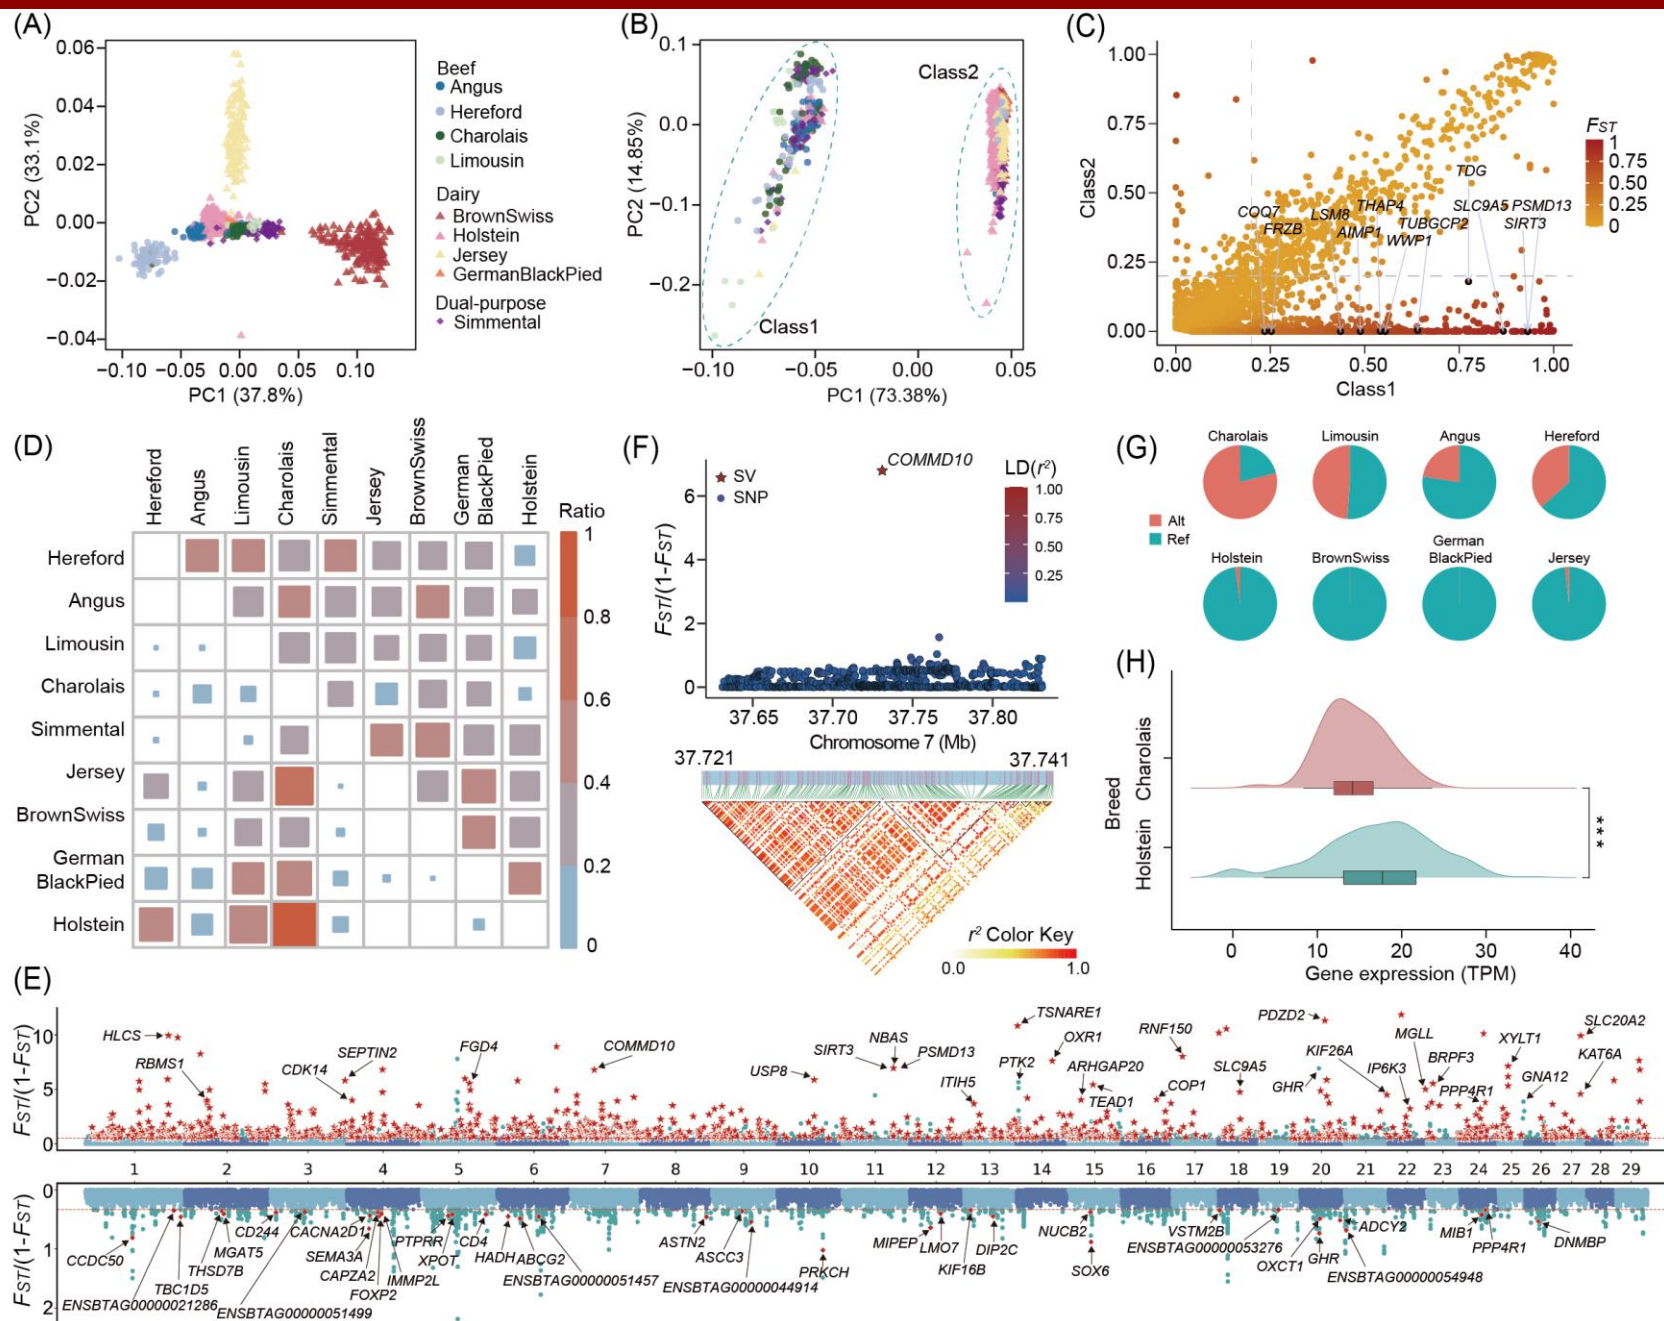 (A)
0.06
0.04
0.02
0.00
−0.02
−0.04
PC2 (33.1%)
−0.10
−0.05
0.00
0.05
0.10
PC1 (37.8%)
Beef
Angus
Hereford
Charolais
Limousin
Dairy
BrownSwiss
Holstein
Jersey
GermanBlackPied
Dual-purpose
Simmental
(B)
0.1
0.0
−0.1
−0.2
PC2 (14.85%)
Class2
Class1
−0.10
−0.05
0.00
0.05
PC1 (73.38%)
(C)
1.00
0.75
0.50
0.25
0.00
Class2
TDG
COQ7
LSM8
THAP4
SLC9A5
PSMD13
FRZB
AIMP1
TUBGCP2
SIRT3
WWP1
0.00
0.25
0.50
0.75
1.00
Class1
FST
1
0.75
0.50
0.25
0
(D)
Hereford
Angus
Limousin
Charolais
Simmental
Jersey
BrownSwiss
German
BlackPied
Holstein
Hereford
Angus
Limousin
Charolais
Simmental
Jersey
BrownSwiss
German
BlackPied
Holstein
Ratio
1
0.8
0.6
0.4
0.2
0
(F)
SV
SNP
COMMD10
LD(r²)
1.00
0.75
0.50
0.25
6
4
2
0
FST/(1-FST)
37.65
37.70
37.75
37.80
Chromosome 7 (Mb)
37.721
37.741
r² Color Key
0.0
1.0
(G)
Charolais
Limousin
Angus
Hereford
Alt
Ref
Holstein
BrownSwiss
German
BlackPied
Jersey
(H)
Breed
Charolais
Holstein
***
0
10
20
30
40
Gene expression (TPM)
(E)
FST/(1-FST)
10
5
0
HLCS
RBMS1
CDK14
SEPTIN2
FGD4
COMMD10
USP8
SIRT3
NBAS
PSMD13
ITIH5
TSNARE1
PTK2
OXR1
ARHGAP20
TEAD1
RNF150
COP1
SLC9A5
PDZD2
GHR
KIF26A
IP6K3
MGLL
BRPF3
PPP4R1
XYLT1
GNA12
SLC20A2
KAT6A
1
2
3
4
5
6
7
8
9
10
11
12
13
14
15
16
17
18
19
20
21
22
23
24
25
26
27
28
29
FST/(1-FST)
0
1
2
CCDC50
ENSBTAG00000021286
TBC1D5
THSD7B
MGAT5
CD244
ENSBTAG00000051499
CACNA2D1
SEMA3A
CAPZA2
FOXP2
IMMP2L
PTPRR
XPOT
CD4
HADH
ABCG2
ENSBTAG00000051457
ASTN2
ASCC3
ENSBTAG00000044914
PRKCH
MIPEP
LMO7
KIF16B
DIP2C
NUCB2
SOX6
VSTM2B
ENSBTAG00000053276
OXCT1
GHR
ADCY2
ENSBTAG00000054948
MIB1
PPP4R1
DNMBP